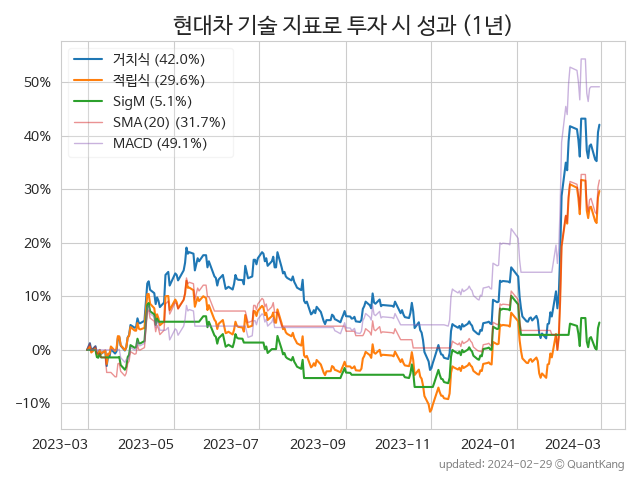 현대차 기술 지표로 투자 시 성과 (1년)
거치식 (42.0%)
적립식 (29.6%)
SigM (5.1%)
SMA(20) (31.7%)
MACD (49.1%)
50%
40%
30%
20%
10%
0%
−10%
2023-03 2023-05 2023-07 2023-09 2023-11 2024-01 2024-03
updated: 2024-02-29 © QuantKang